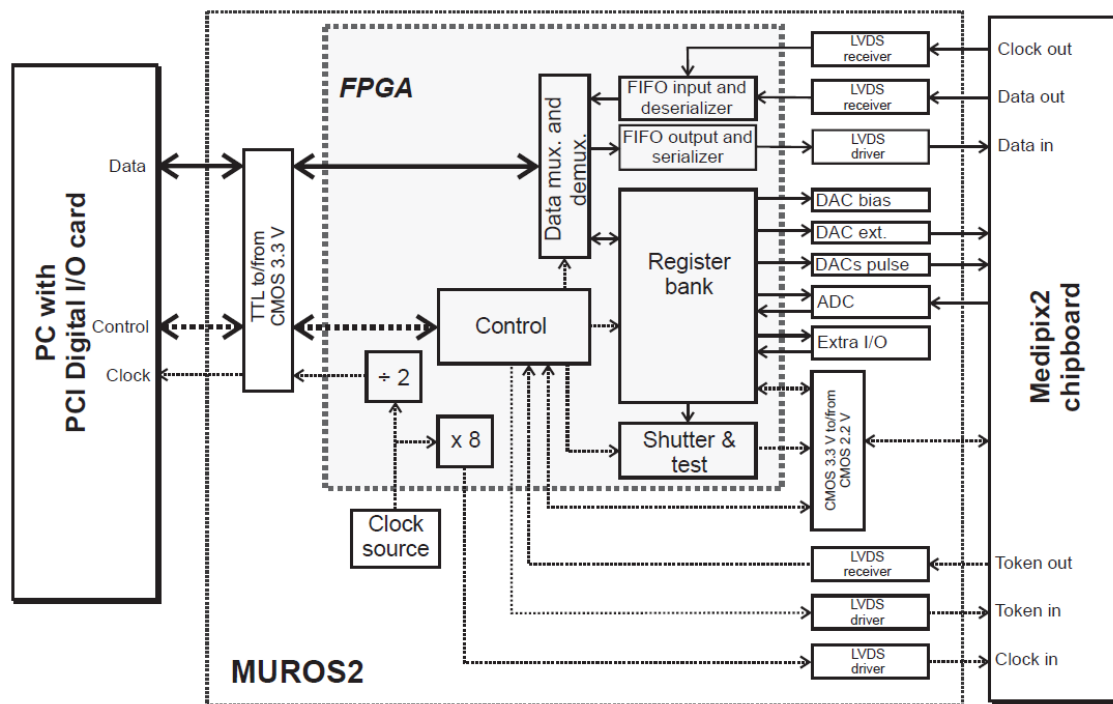 PC with
PCI Digital I/O card
Data
Control
Clock
TTL to/from
CMOS 3.3 V
FPGA
Data mux. and
demux.
FIFO input and
deserializer
FIFO output and
serializer
Register
bank
Control
÷ 2
x 8
Shutter &
test
Clock
source
MUROS2
LVDS
receiver
LVDS
receiver
LVDS
driver
DAC bias
DAC ext.
DACs pulse
ADC
Extra I/O
CMOS 3.3 V to/from
CMOS 2.2 V
LVDS
receiver
LVDS
driver
LVDS
driver
Clock out
Data out
Data in
Medipix2
chipboard
Token out
Token in
Clock in